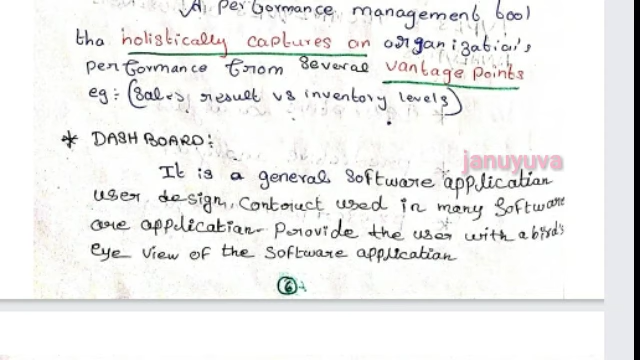 A performance management tool
tha holistically captures an organization's
performance from several vantage points
eg: (Sales result vs inventory levels)
* DASHBOARD:
januyuva
It is a general software application
user design, Contruct used in many Software
are application. Perovide the user with a bird's
eye view of the software application
6